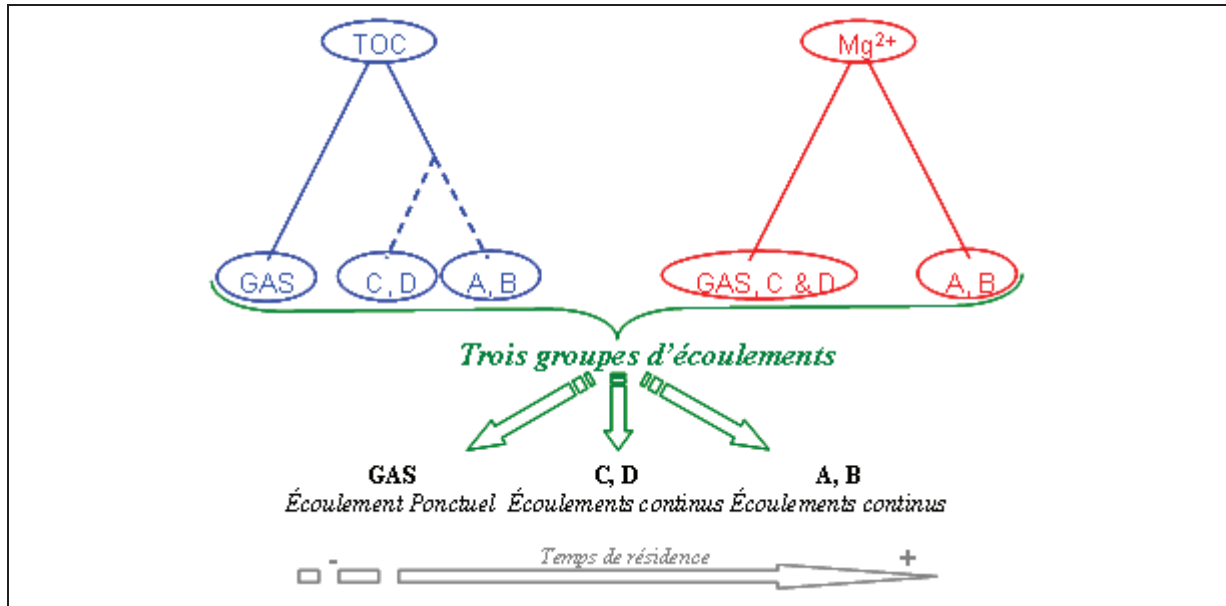 TOC Mg²⁺
GAS C, D A, B GAS, C & D A, B
Trois groupes d'écoulements
GAS C, D A, B
Écoulement Ponctuel Écoulements continus Écoulements continus
- Temps de résidence +